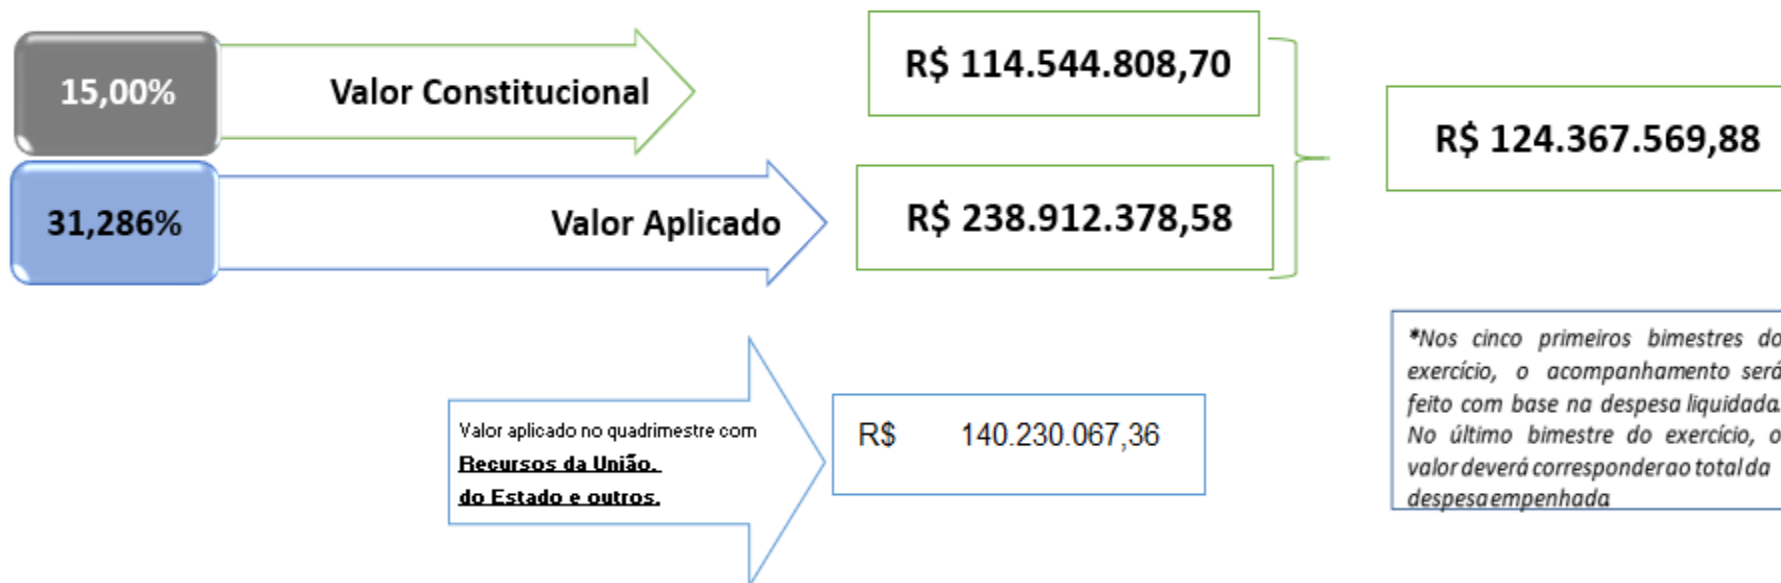 15,00%
Valor Constitucional
R$ 114.544.808,70
R$ 124.367.569,88
31,286%
Valor Aplicado
R$ 238.912.378,58
Valor aplicado no quadrimestre com
Recursos da União,
do Estado e outros.
R$ 140.230.067,36
*Nos cinco primeiros bimestres do
exercício, o acompanhamento será
feito com base na despesa liquidada.
No último bimestre do exercício, o
valor deverá corresponder ao total da
despesa empenhada